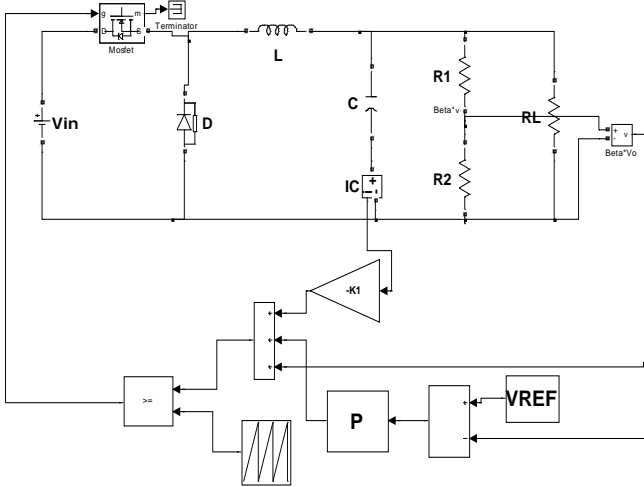 g
m
D
S
Terminator
Mosfet
L
+
Vin
D
C
R1
Beta*v
RL
R2
+
-
v
Beta*Vo
IC
+
-
-K1
+
+
+
>=
P
+
-
VREF